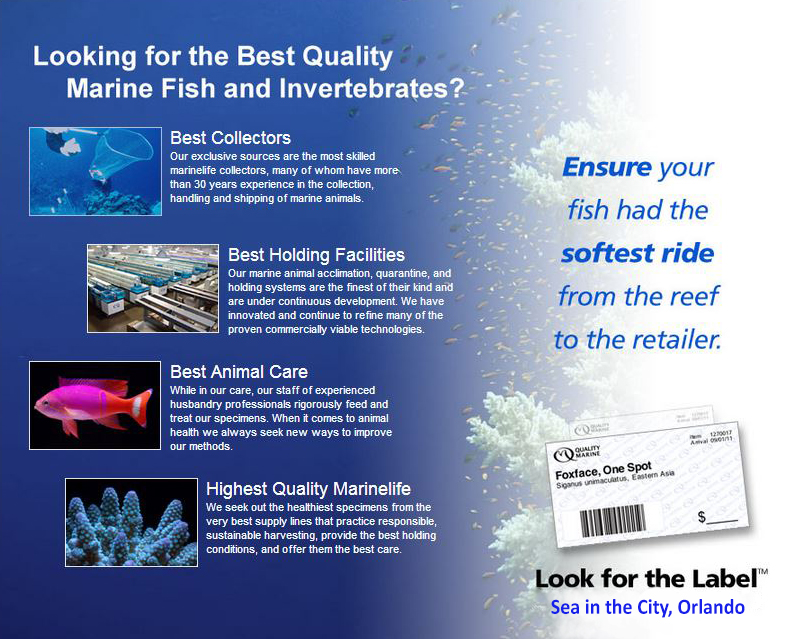 Looking for the Best Quality
Marine Fish and Invertebrates?
Best Collectors
Our exclusive sources are the most skilled
marinelife collectors, many of whom have more
than 30 years experience in the collection,
handling and shipping of marine animals.
Best Holding Facilities
Our marine animal acclimation, quarantine, and
holding systems are the finest of their kind and
are under continuous development. We have
innovated and continue to refine many of the
proven commercially viable technologies.
Best Animal Care
While in our care, our staff of experienced
husbandry professionals rigorously feed and
treat our specimens. When it comes to animal
health we always seek new ways to improve
our methods.
Highest Quality Marinelife
We seek out the healthiest specimens from the
very best supply lines that practice responsible,
sustainable harvesting, provide the best holding
conditions, and offer them the best care.
Ensure your
fish had the
softest ride
from the reef
to the retailer.
QUALITY
MARINE
Item 1270017
Arrival 09/01/11
Foxface, One Spot
Siganus unimaculatus, Eastern Asia
$
Look for the Label™
Sea in the City, Orlando